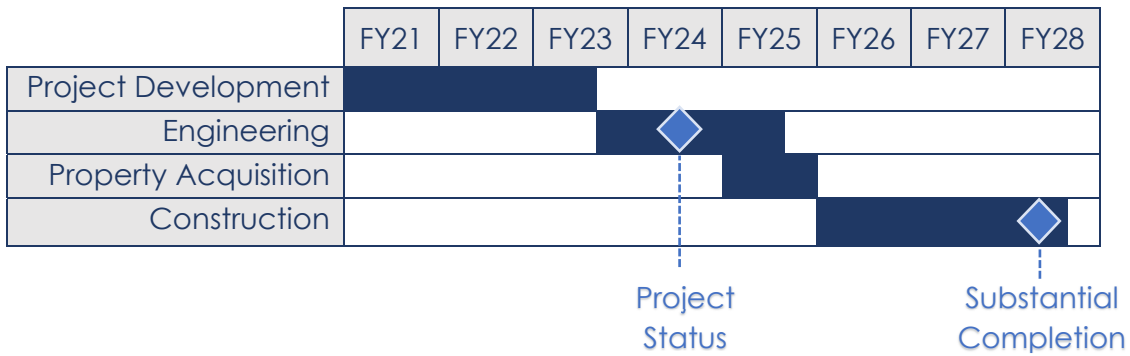 FY21 FY22 FY23 FY24 FY25 FY26 FY27 FY28
Project Development
Engineering
Property Acquisition
Construction
Project Status
Substantial Completion